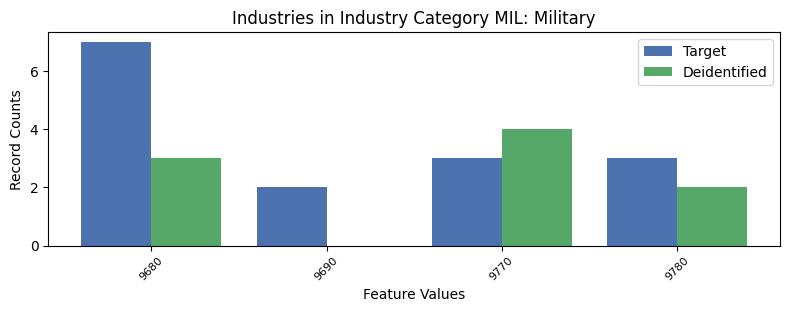 Industries in Industry Category MIL: Military
Target
Deidentified
Record Counts
6
4
2
0
9680
9690
9770
9780
Feature Values